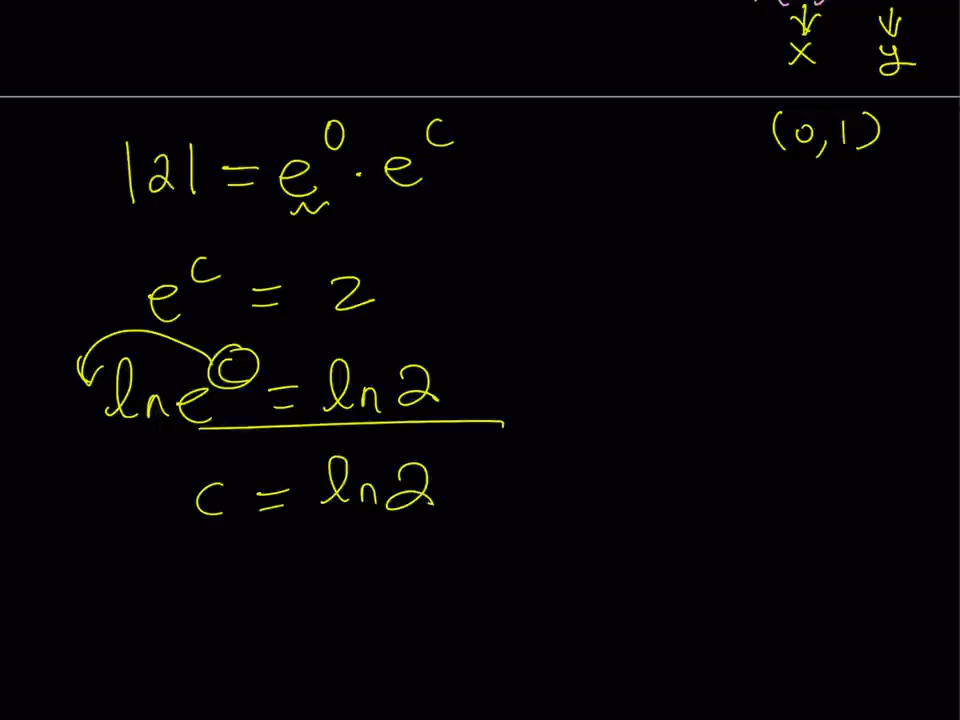 x y
(0,1)
|2| = e^0 · e^c
e^c = 2
ln e^c = ln 2
c = ln 2